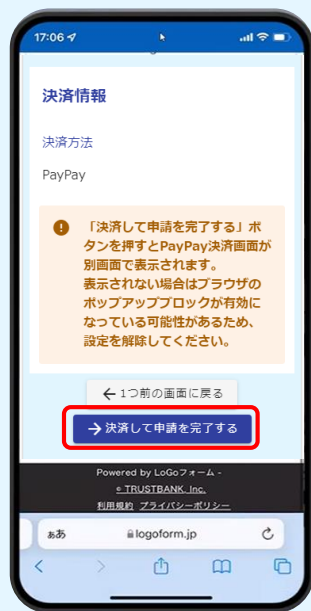 17:06
決済情報
決済方法
PayPay
「決済して申請を完了する」ボ
タンを押すとPayPay決済画面が
別画面で表示されます。
表示されない場合はブラウザの
ポップアップブロックが有効に
なっている可能性があるため、
設定を解除してください。
←1つ前の画面に戻る
→決済して申請を完了する
Powered by LoGoフォーム -
© TRUSTBANK, Inc.
利用規約 プライバシーポリシー
ぁあ logoform.jp